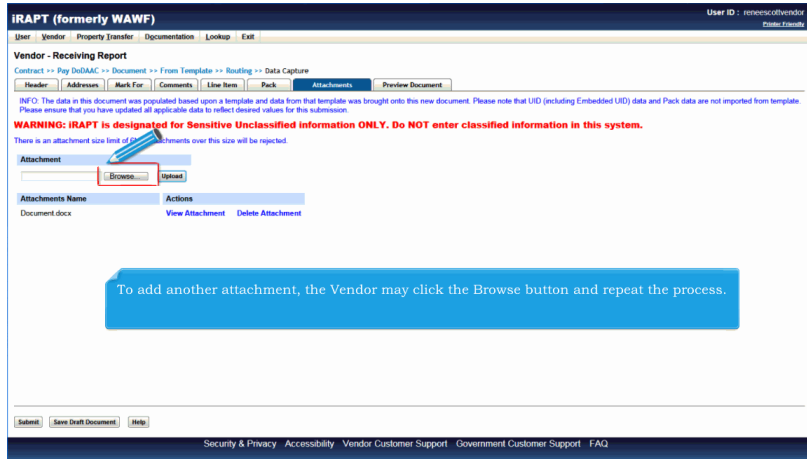 iRAPT (formerly WAWF)
User ID : reneescottvendor
Printer Friendly
User Vendor Property Transfer Documentation Lookup Exit
Vendor - Receiving Report
Contract >> Pay DoDAAC >> Document >> From Template >> Routing >> Data Capture
Header Addresses Mark For Comments Line Item Pack Attachments Preview Document
INFO: The data in this document was populated based upon a template and data from that template was brought onto this new document. Please note that UID (including Embedded UID) data and Pack data are not imported from template.
Please ensure that you have updated all applicable data to reflect desired values for this submission.
WARNING: iRAPT is designated for Sensitive Unclassified information ONLY. Do NOT enter classified information in this system.
There is an attachment size limit of over this size will be rejected.
Attachment
Browse... Upload
Attachments Name Actions
Document.docx View Attachment Delete Attachment
To add another attachment, the Vendor may click the Browse button and repeat the process.
Submit Save Draft Document Help
Security & Privacy Accessibility Vendor Customer Support Government Customer Support FAQ